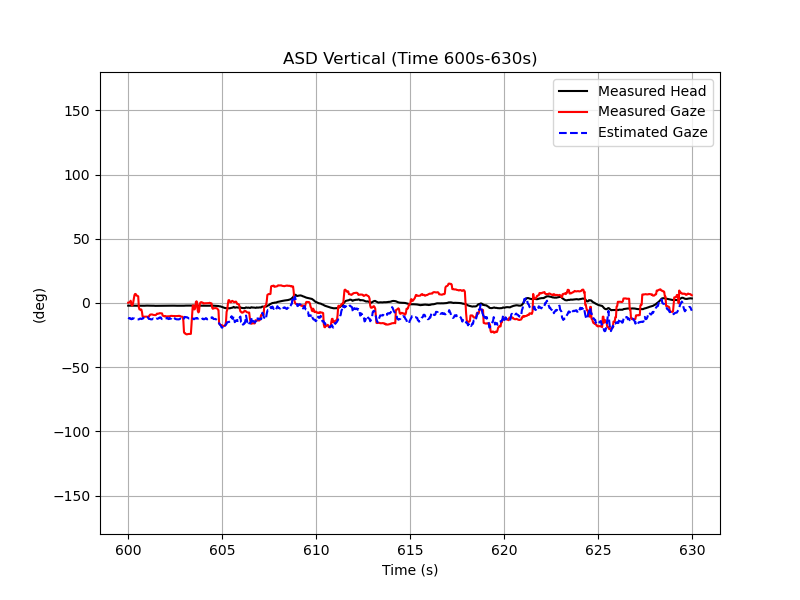 ASD Vertical (Time 600s-630s)
Measured Head
Measured Gaze
Estimated Gaze
150
100
50
0
−50
−100
−150
(deg)
600 605 610 615 620 625 630
Time (s)